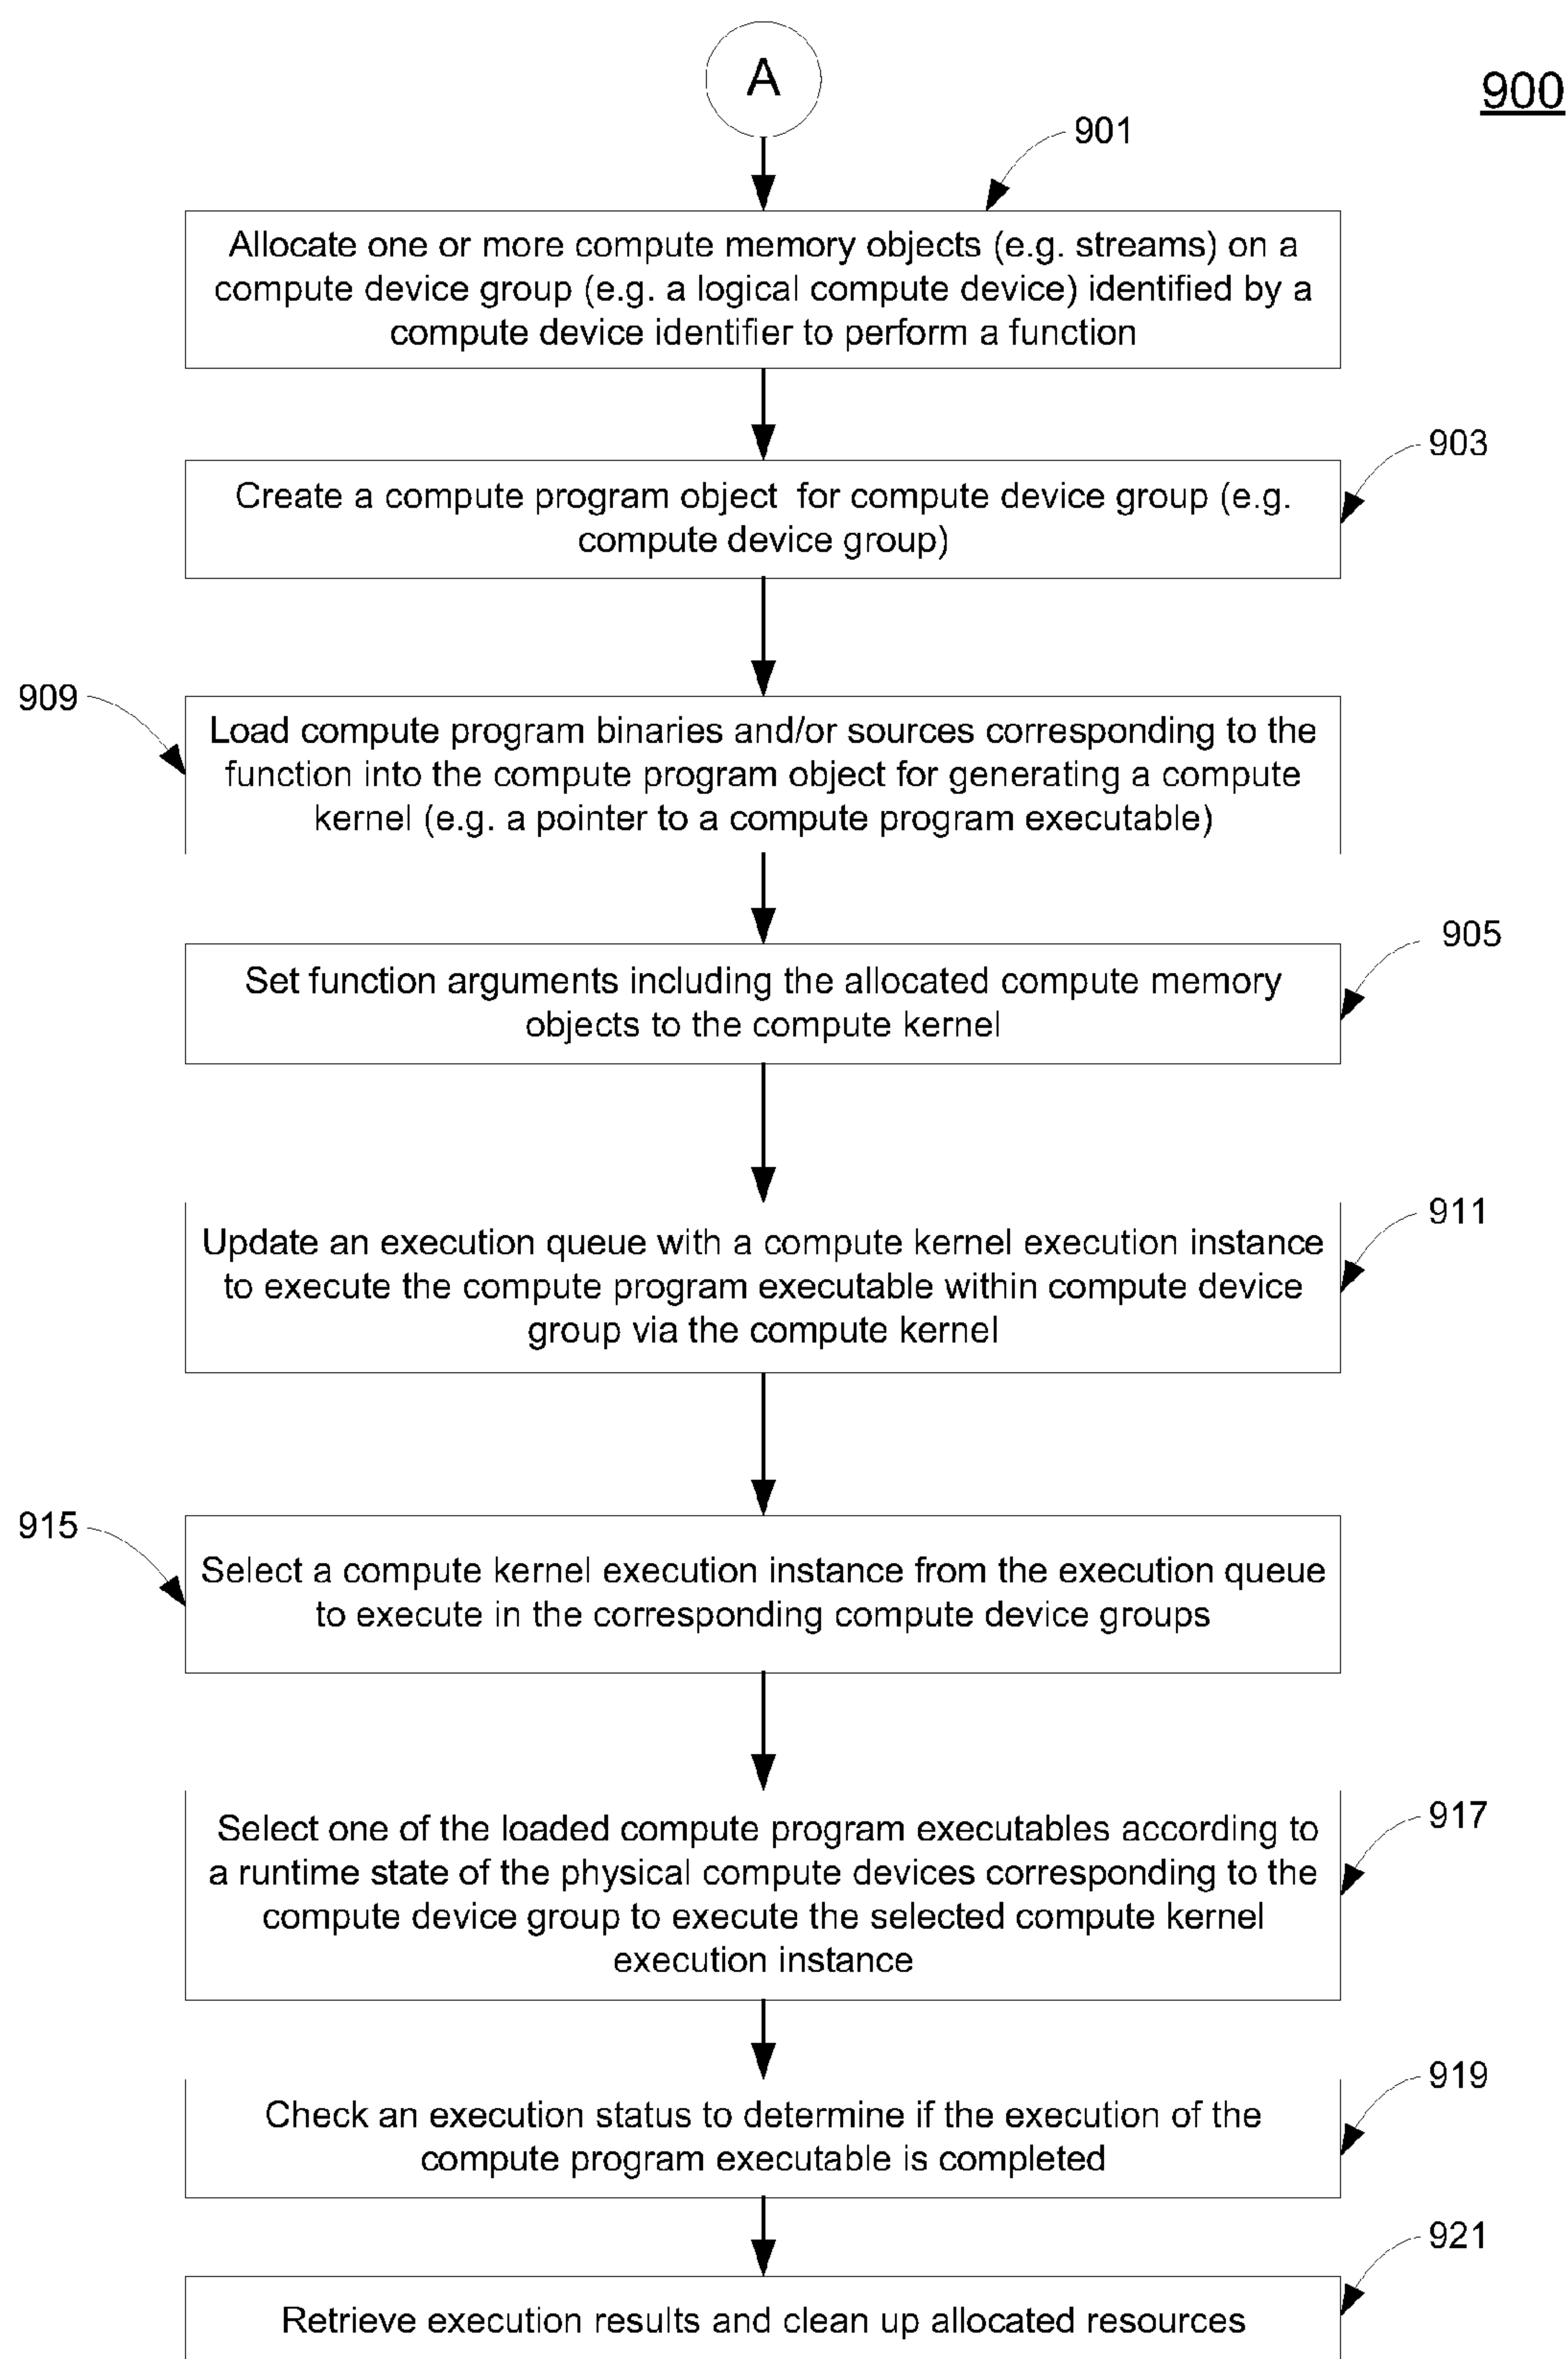 A
900
901
Allocate one or more compute memory objects (e.g. streams) on a
compute device group (e.g. a logical compute device) identified by a
compute device identifier to perform a function
903
Create a compute program object for compute device group (e.g.
compute device group)
909
Load compute program binaries and/or sources corresponding to the
function into the compute program object for generating a compute
kernel (e.g. a pointer to a compute program executable)
905
Set function arguments including the allocated compute memory
objects to the compute kernel
911
Update an execution queue with a compute kernel execution instance
to execute the compute program executable within compute device
group via the compute kernel
915
Select a compute kernel execution instance from the execution queue
to execute in the corresponding compute device groups
917
Select one of the loaded compute program executables according to
a runtime state of the physical compute devices corresponding to the
compute device group to execute the selected compute kernel
execution instance
919
Check an execution status to determine if the execution of the
compute program executable is completed
921
Retrieve execution results and clean up allocated resources